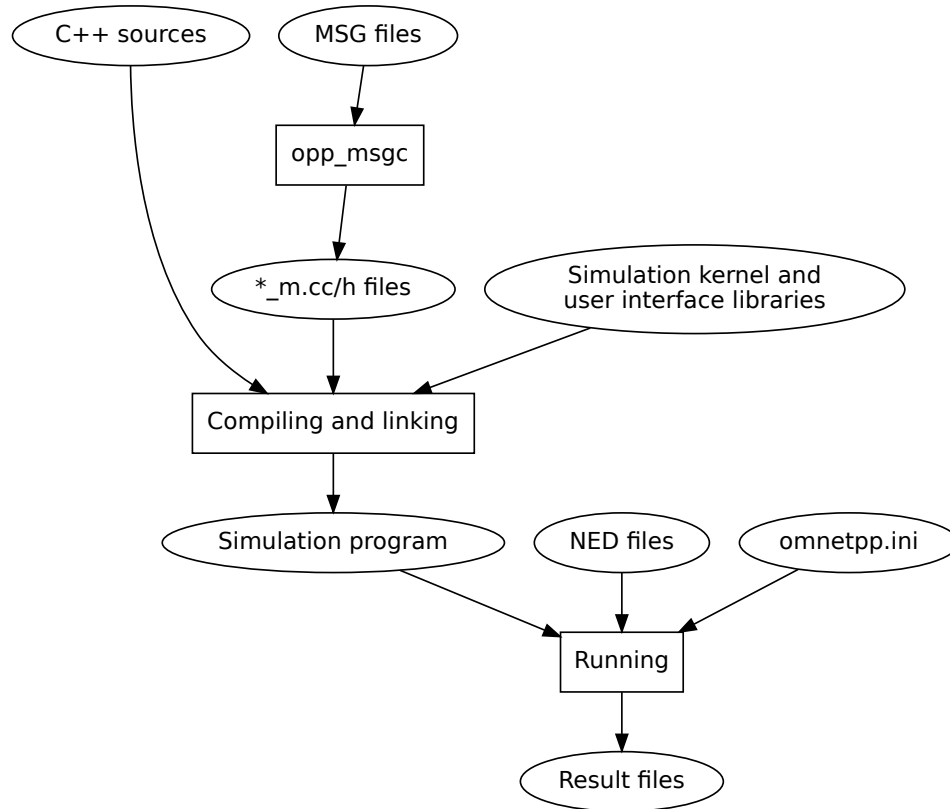 C++ sources
MSG files
opp_msgc
*_m.cc/h files
Simulation kernel and
user interface libraries
Compiling and linking
Simulation program
NED files
omnetpp.ini
Running
Result files